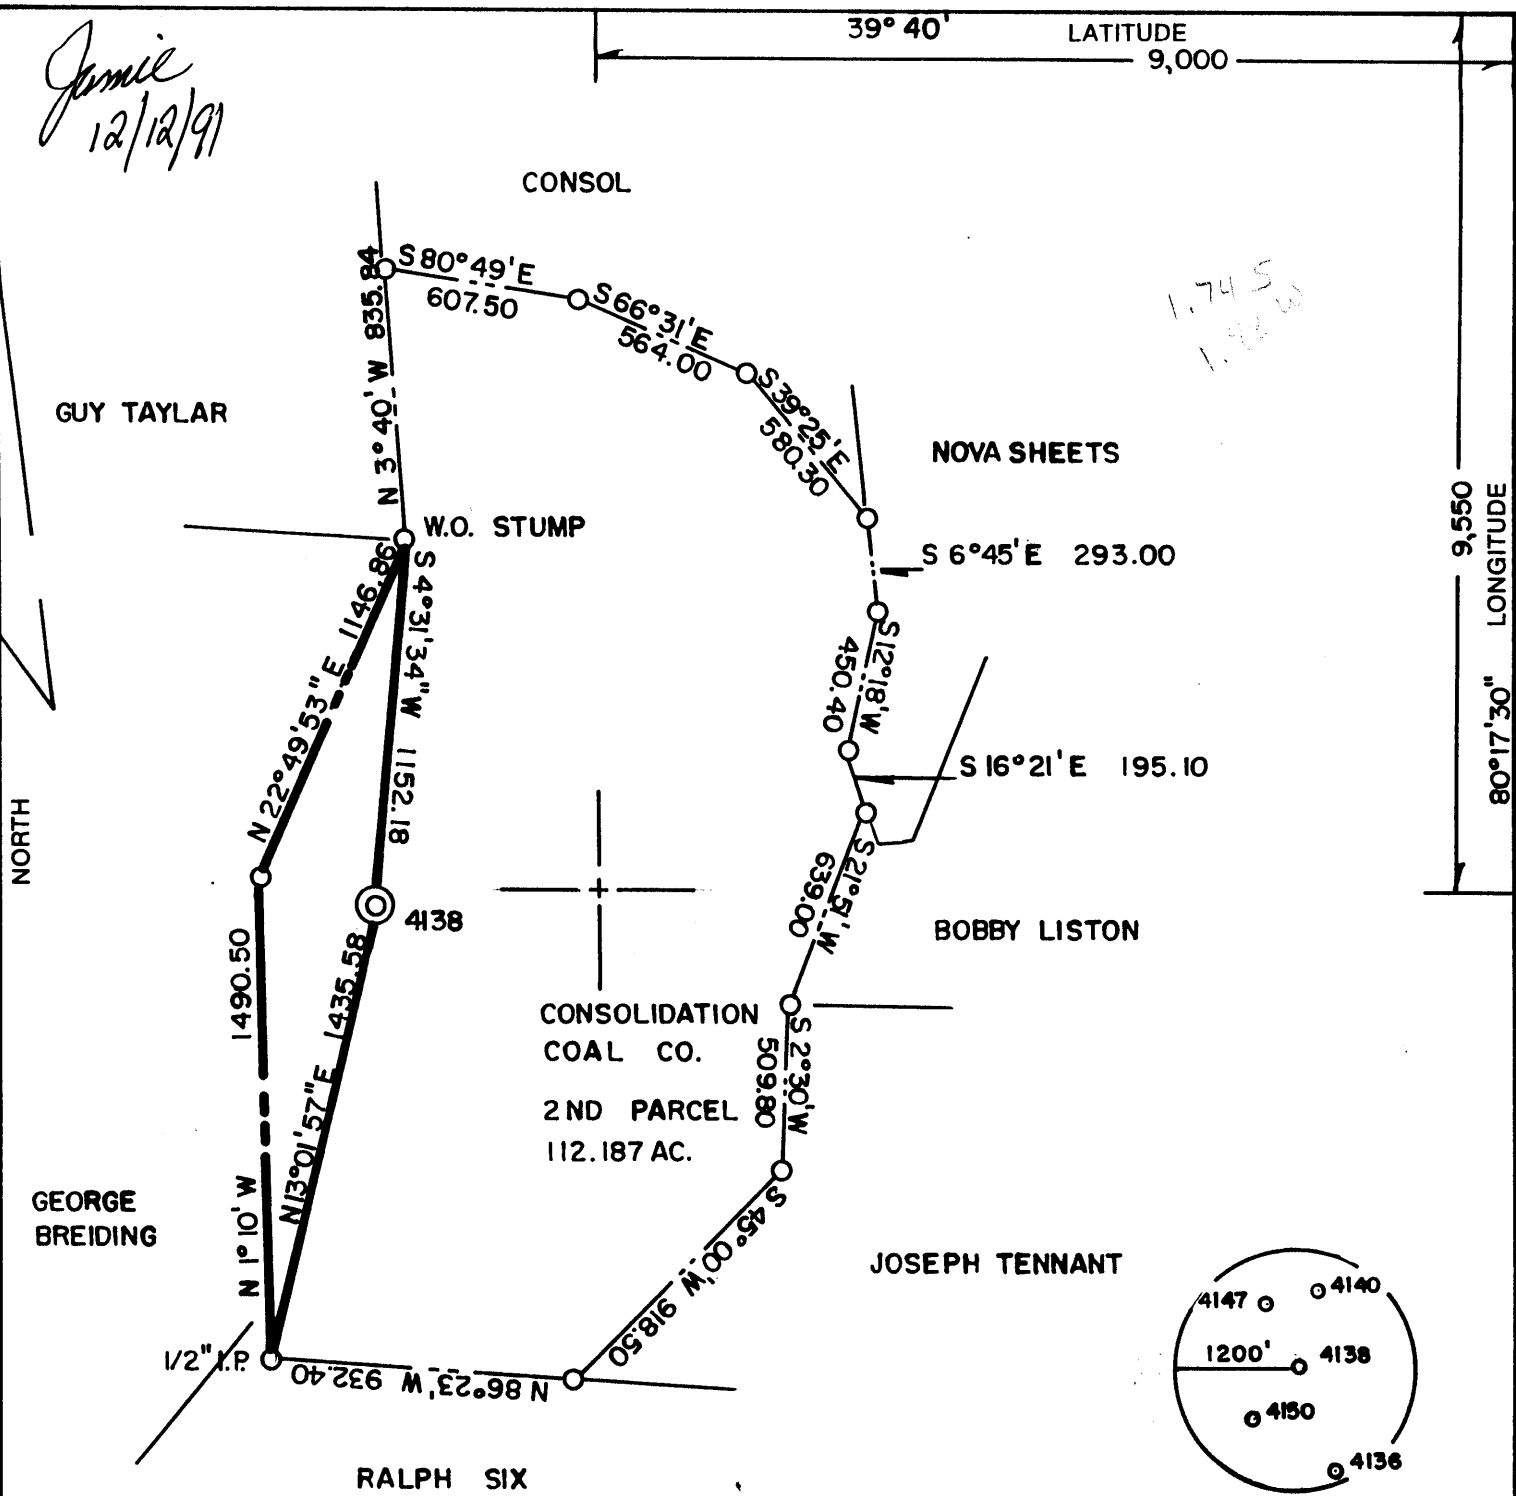 39° 40'
LATITUDE
9,000
Jamie
12/12/91
CONSOL
S 80° 49' E
607.50
S 66° 31' E
564.00
1.74 S
N 3° 40' W 835.84
S 39° 25' E
580.30
GUY TAYLAR
NOVA SHEETS
W.O. STUMP
S 6° 45' E 293.00
9,550
LONGITUDE
80° 17' 30"
N 22° 49' 53" E 1146.86
S 4° 31' 34" W 1152.18
S 12° 18' W
450.40
S 16° 21' E 195.10
NORTH
S 21° 51' W
639.00
4138
BOBBY LISTON
1490.50
N 1° 10' W
N 13° 01' 57" E 1435.58
CONSOLIDATION
COAL CO.
2ND PARCEL
112.187 AC.
S 2° 30' W
509.80
GEORGE
BREIDING
S 45° 00' W 918.50
JOSEPH TENNANT
1/2" I.P.
N 86° 23' W 932.40
4147
4140
1200'
4138
4150
4136
RALPH SIX